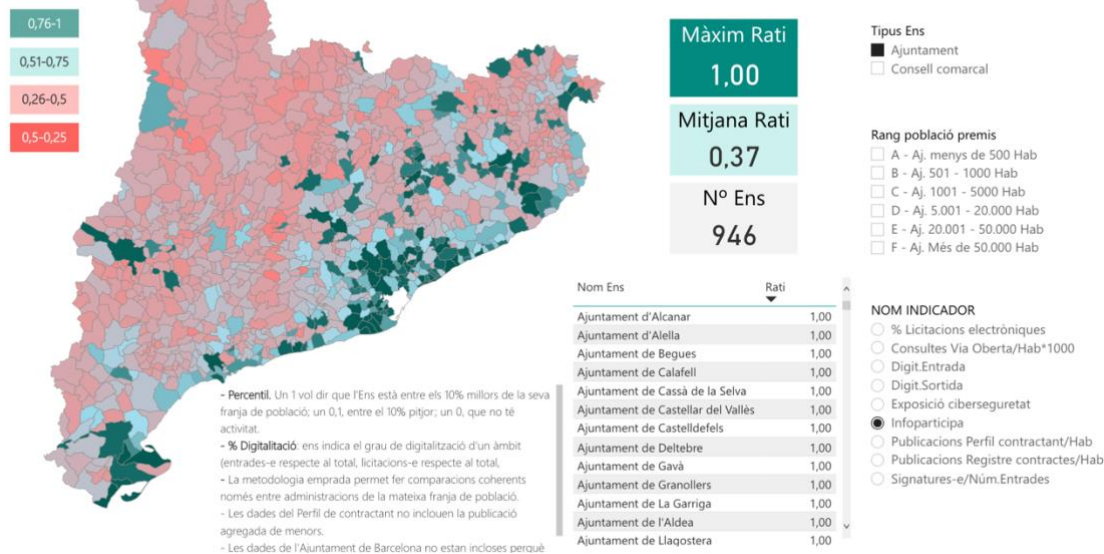 0,76-1
0,51-0,75
0,26-0,5
0,5-0,25
Màxim Rati
1,00
Mitjana Rati
0,37
Nº Ens
946
Tipus Ens
Ajuntament
Consell comarcal
Rang població premis
A - Aj. menys de 500 Hab
B - Aj. 501 - 1000 Hab
C - Aj. 1001 - 5000 Hab
D - Aj. 5.001 - 20.000 Hab
E - Aj. 20.001 - 50.000 Hab
F - Aj. Més de 50.000 Hab
NOM INDICADOR
% Licitacions electròniques
Consultes Via Oberta/Hab*1000
Digit.Entrada
Digit.Sortida
Exposició ciberseguretat
Infoparticipa
Publicacions Perfil contractant/Hab
Publicacions Registre contractes/Hab
Signatures-e/Núm.Entrades
Nom Ens Rati
Ajuntament d'Alcanar 1,00
Ajuntament d'Alella 1,00
Ajuntament de Begues 1,00
Ajuntament de Calafell 1,00
Ajuntament de Cassà de la Selva 1,00
Ajuntament de Castellar del Vallès 1,00
Ajuntament de Castelldefels 1,00
Ajuntament de Deltebre 1,00
Ajuntament de Gavà 1,00
Ajuntament de Granollers 1,00
Ajuntament de La Garriga 1,00
Ajuntament de l'Aldea 1,00
Ajuntament de Llagostera 1,00
- Percentil. Un 1 vol dir que l'Ens està entre els 10% millors de la seva
franja de població; un 0,1, entre el 10% pitjor; un 0, que no té
activitat.
- % Digitalitació: ens indica el grau de digitalització d'un àmbit
(entrades-e respecte al total, licitacions-e respecte al total,
- La metodologia emprada permet fer comparacions coherents
només entre administracions de la mateixa franja de població.
- Les dades del Perfil de contractant no inclouen la publicació
agregada de menors.
- Les dades de l'Ajuntament de Barcelona no estan incloses perquè